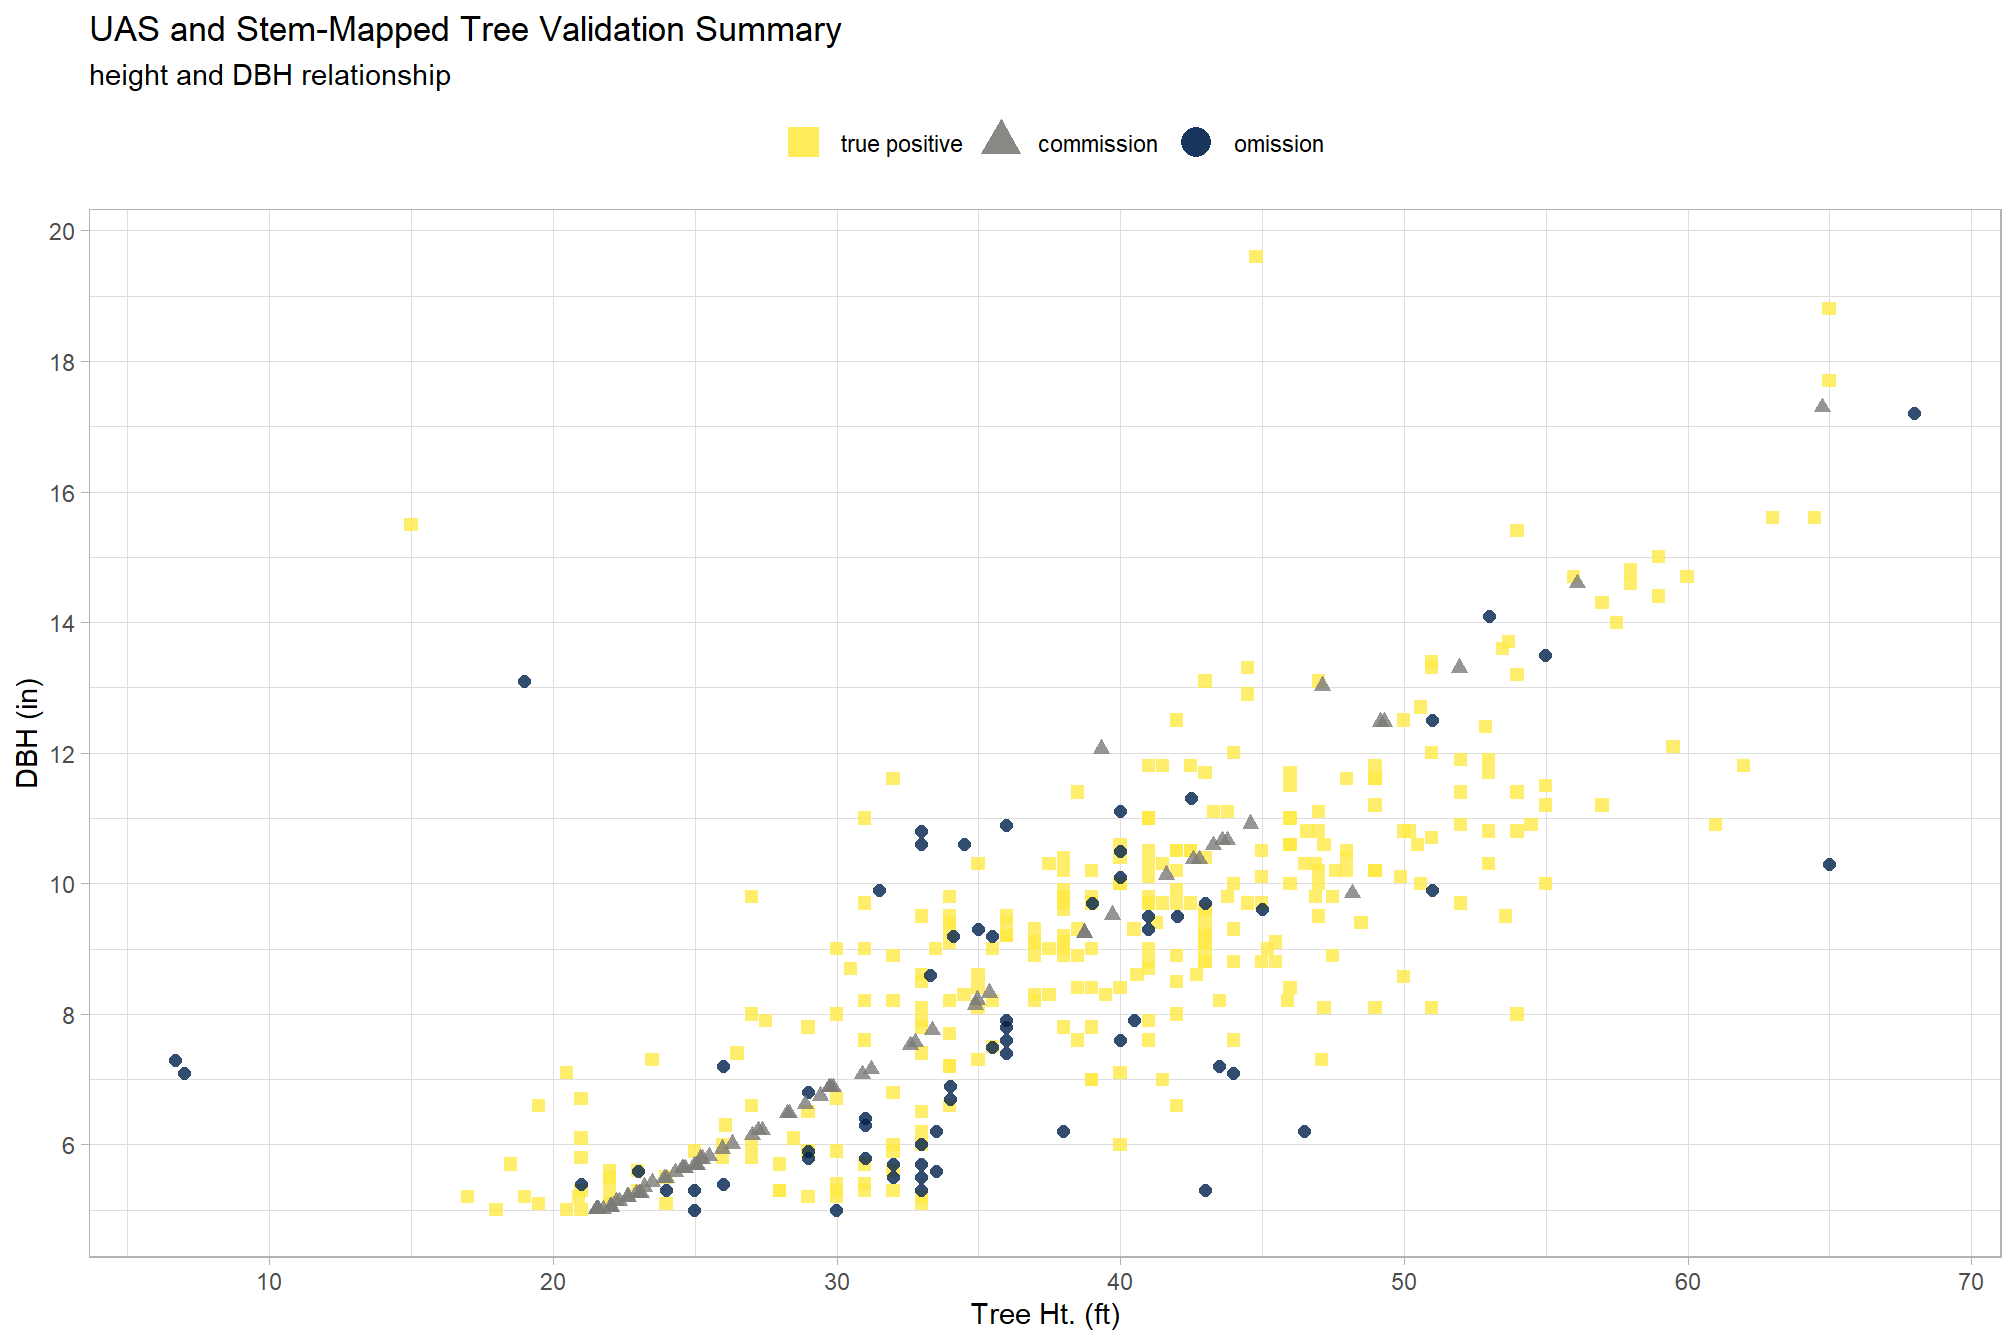 UAS and Stem-Mapped Tree Validation Summary
height and DBH relationship
true positive commission omission
20
18
16
14
12
10
8
6
DBH (in)
10 20 30 40 50 60 70
Tree Ht. (ft)